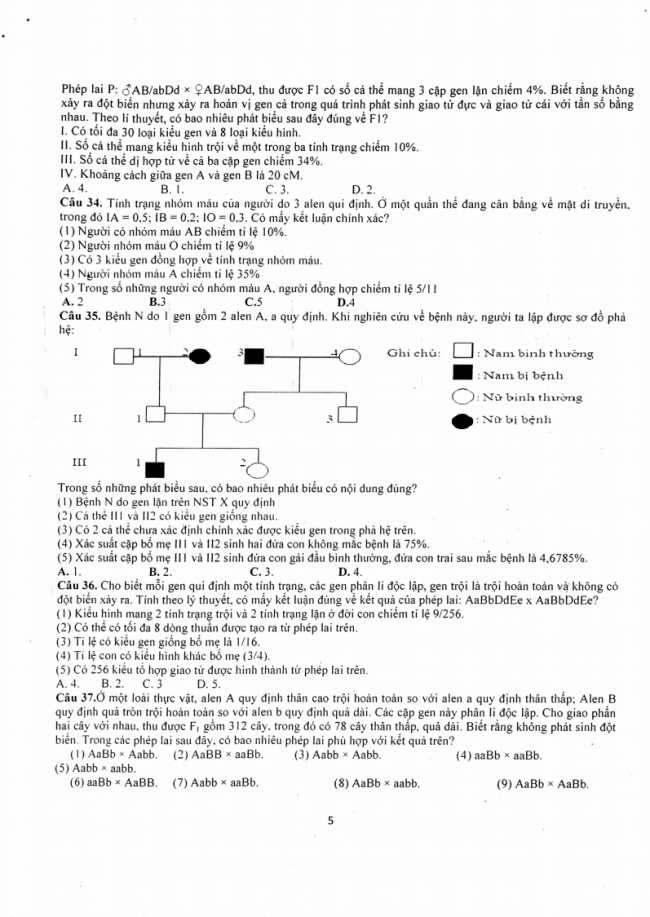 Phép lai P: ♂AB/abDd × ♀AB/abDd, thu được F1 có số cá thể mang 3 cặp gen lặn chiếm 4%. Biết rằng không
xảy ra đột biến nhưng xảy ra hoán vị gen cả trong quá trình phát sinh giao tử đực và giao tử cái với tần số bằng
nhau. Theo lí thuyết, có bao nhiêu phát biểu sau đây đúng về F1?
I. Có tối đa 30 loại kiểu gen và 8 loại kiểu hình.
II. Số cá thể mang kiểu hình trội về một trong ba tính trạng chiếm 10%.
III. Số cá thể dị hợp tử về cả ba cặp gen chiếm 34%.
IV. Khoảng cách giữa gen A và gen B là 20 cM.
A. 4. B. 1. C. 3. D. 2.
Câu 34. Tính trạng nhóm máu của người do 3 alen qui định. Ở một quần thể đang cân bằng về mặt di truyền,
trong đó IA = 0,5; IB = 0,2; IO = 0,3. Có mấy kết luận chính xác?
(1) Người có nhóm máu AB chiếm tỉ lệ 10%.
(2) Người nhóm máu O chiếm tỉ lệ 9%
(3) Có 3 kiểu gen đồng hợp về tính trạng nhóm máu.
(4) Người nhóm máu A chiếm tỉ lệ 35%
(5) Trong số những người có nhóm máu A, người đồng hợp chiếm tỉ lệ 5/11
A. 2 B.3 C.5 D.4
Câu 35. Bệnh N do 1 gen gồm 2 alen A, a quy định. Khi nghiên cứu về bệnh này, người ta lập được sơ đồ phả
hệ:
I 1 2 3 4 Ghi chú: : Nam bình thường
: Nam bị bệnh
: Nữ bình thường
II 1 3 : Nữ bị bệnh
III 1 2
Trong số những phát biểu sau, có bao nhiêu phát biểu có nội dung đúng?
(1) Bệnh N do gen lặn trên NST X quy định
(2) Cá thể II1 và II2 có kiểu gen giống nhau.
(3) Có 2 cá thể chưa xác định chính xác được kiểu gen trong phả hệ trên.
(4) Xác suất cặp bố mẹ II1 và II2 sinh hai đứa con không mắc bệnh là 75%.
(5) Xác suất cặp bố mẹ II1 và II2 sinh đứa con gái đầu bình thường, đứa con trai sau mắc bệnh là 4,6785%.
A. 1. B. 2. C. 3. D. 4.
Câu 36. Cho biết mỗi gen qui định một tính trạng, các gen phân li độc lập, gen trội là trội hoàn toàn và không có
đột biến xảy ra. Tính theo lý thuyết, có mấy kết luận đúng về kết quả của phép lai: AaBbDdEe x AaBbDdEe?
(1) Kiểu hình mang 2 tính trạng trội và 2 tính trạng lặn ở đời con chiếm tỉ lệ 9/256.
(2) Có thể có tối đa 8 dòng thuần được tạo ra từ phép lai trên.
(3) Tỉ lệ có kiểu gen giống bố mẹ là 1/16.
(4) Tỉ lệ con có kiểu hình khác bố mẹ (3/4).
(5) Có 256 kiểu tổ hợp giao tử được hình thành từ phép lai trên.
A. 4. B. 2. C. 3 D. 5.
Câu 37.Ở một loài thực vật, alen A quy định thân cao trội hoàn toàn so với alen a quy định thân thấp; Alen B
quy định quả tròn trội hoàn toàn so với alen b quy định quả dài. Các cặp gen này phân li độc lập. Cho giao phấn
hai cây với nhau, thu được F₁ gồm 312 cây, trong đó có 78 cây thân thấp, quả dài. Biết rằng không phát sinh đột
biến. Trong các phép lai sau đây, có bao nhiêu phép lai phù hợp với kết quả trên?
(1) AaBb × Aabb. (2) AaBB × aaBb. (3) Aabb × Aabb. (4) aaBb × aaBb.
(5) Aabb × aabb.
(6) aaBb × AaBB. (7) Aabb × aaBb. (8) AaBb × aabb. (9) AaBb × AaBb.
5